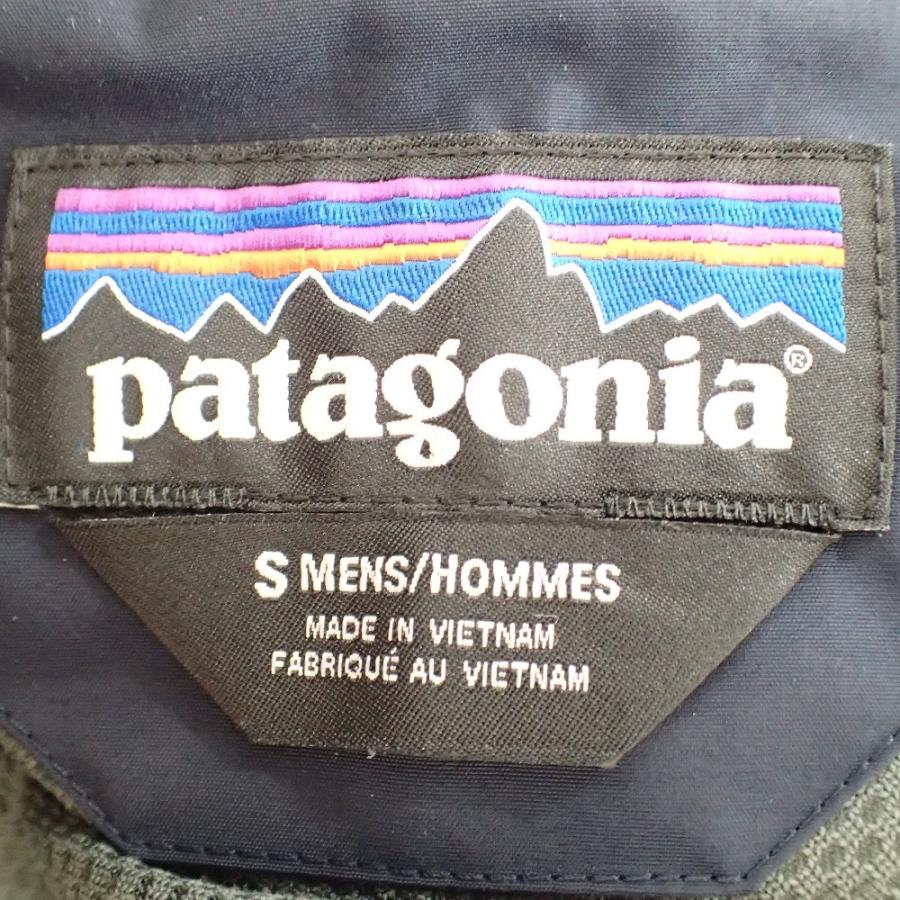 patagonia®
S MENS/HOMMES
MADE IN VIETNAM
FABRIQUÉ AU VIETNAM